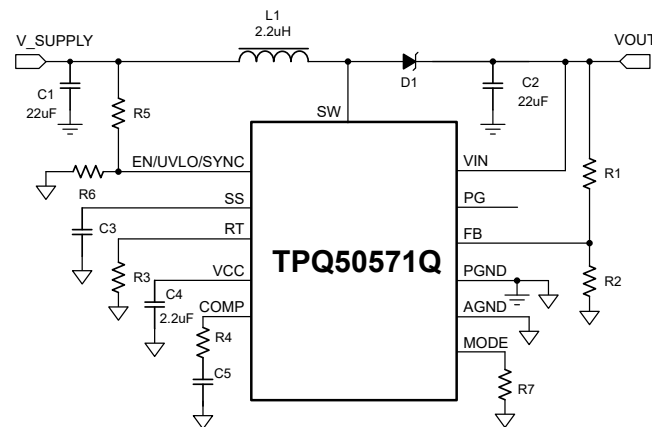 L1
2.2uH
V_SUPPLY
VOUT
C1
22uF
D1
C2
22uF
R5
SW
EN/UVLO/SYNC
VIN
R6
R1
SS
PG
C3
RT
FB
TPQ50571Q
R3
VCC
PGND
R2
C4
2.2uF
COMP
AGND
R4
MODE
C5
R7